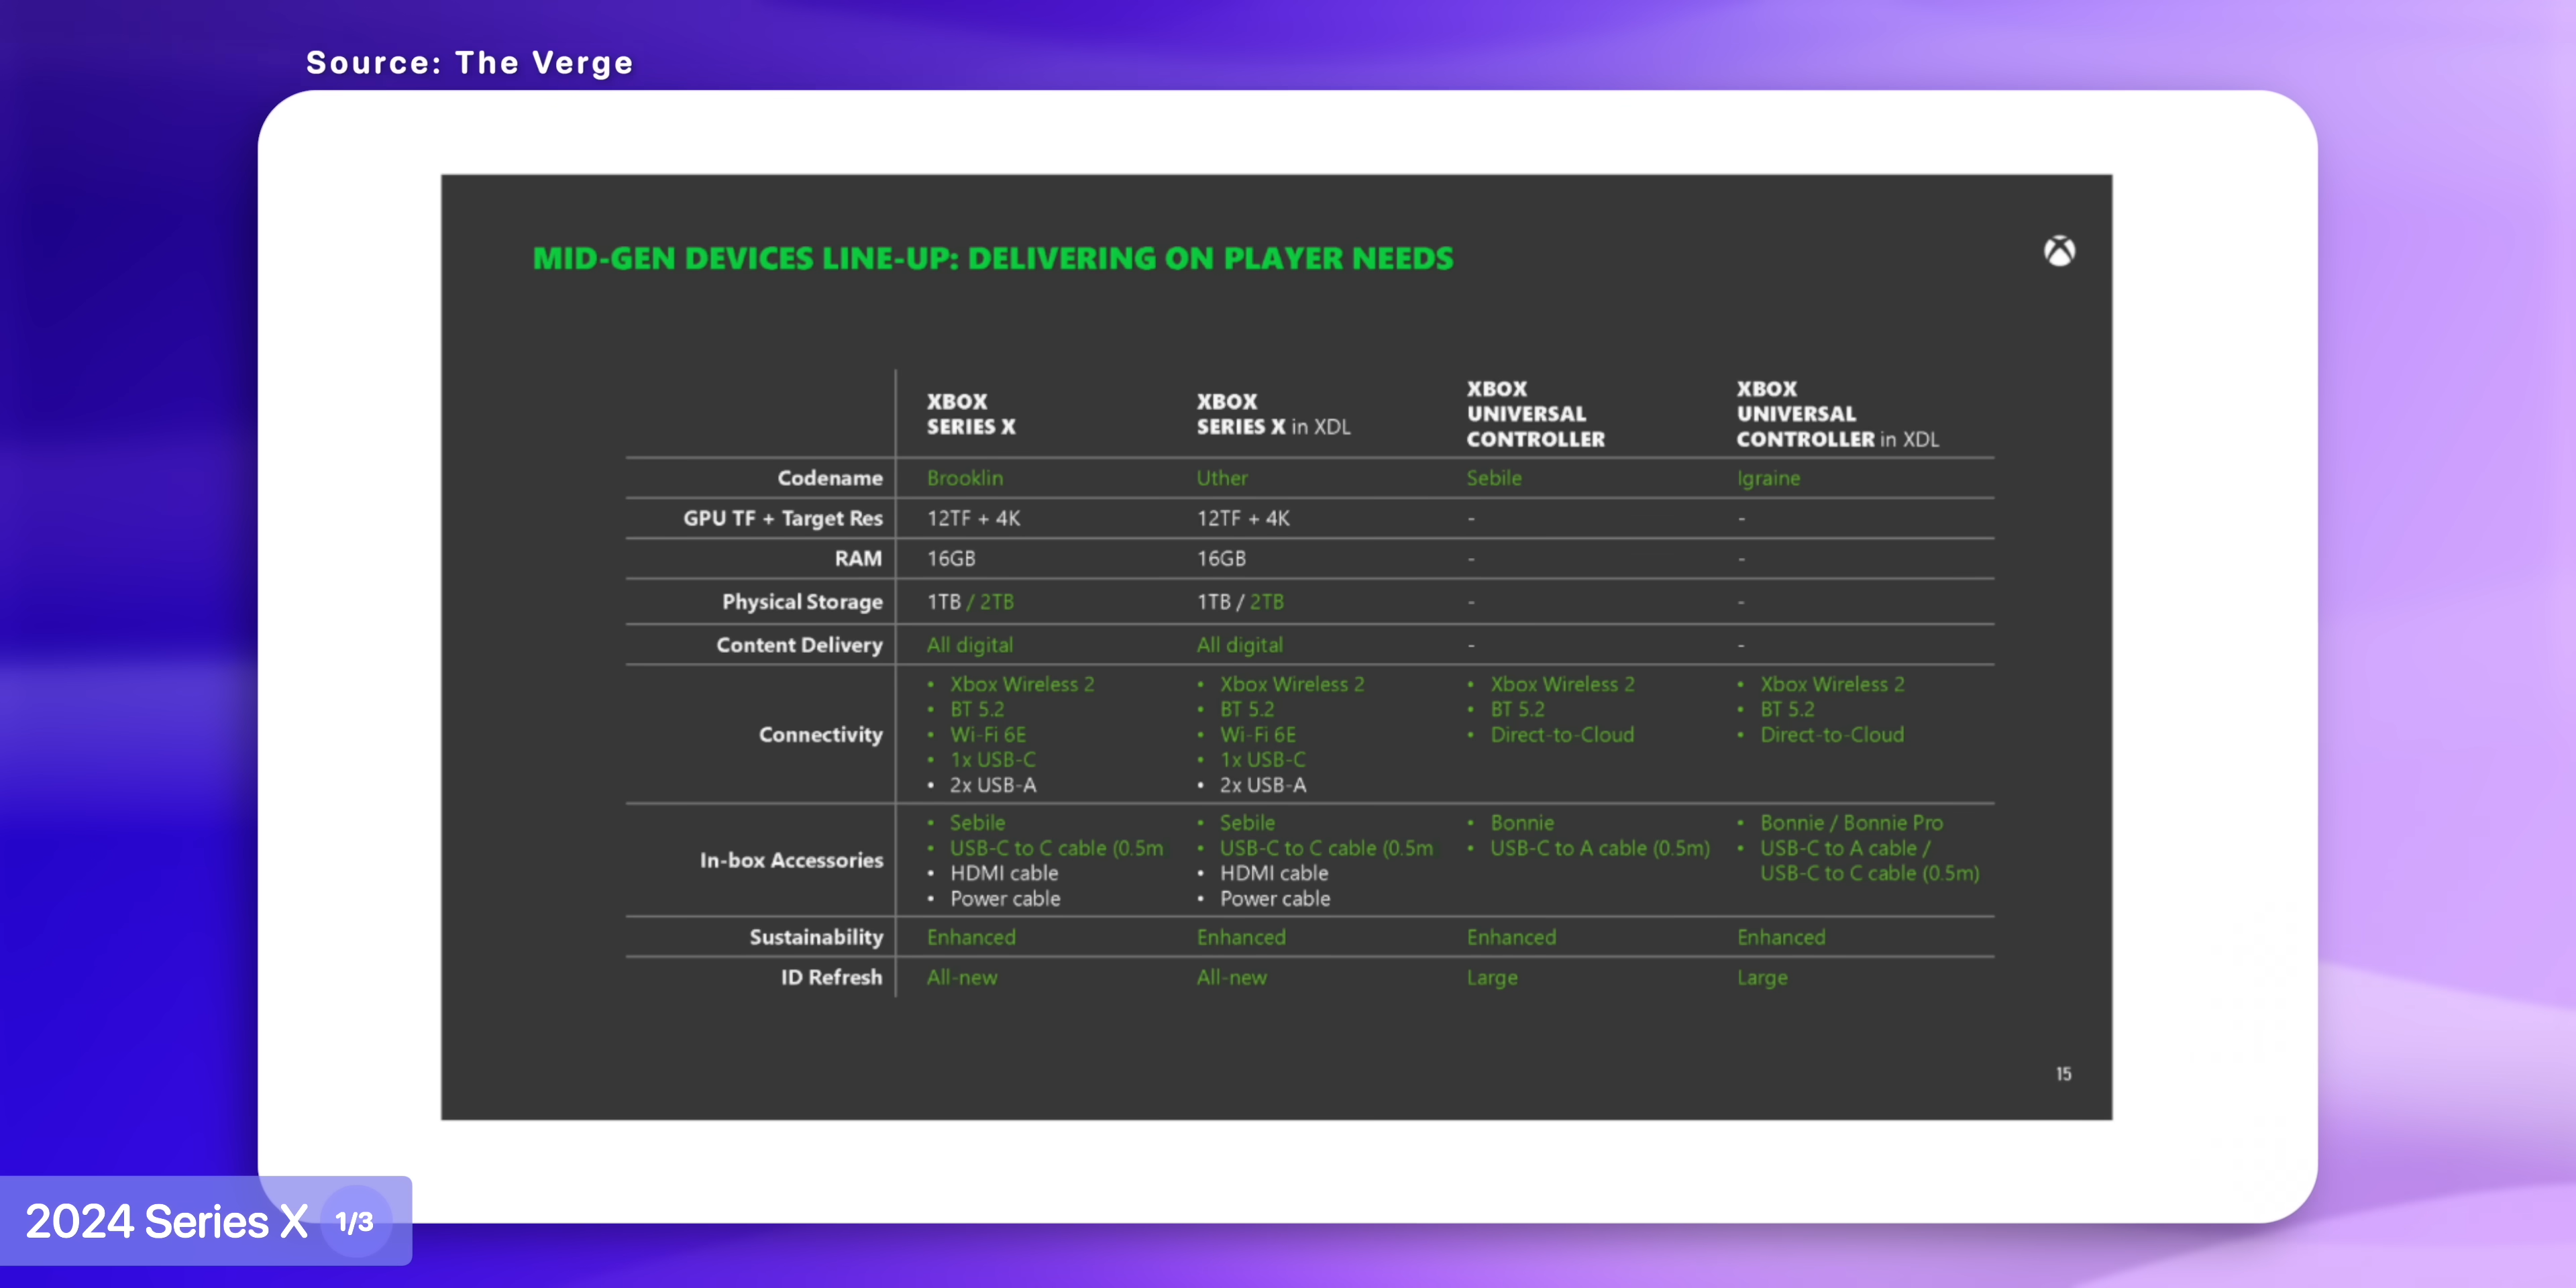 Source: The Verge
MID-GEN DEVICES LINE-UP: DELIVERING ON PLAYER NEEDS
XBOX SERIES X
XBOX SERIES X in XDL
XBOX UNIVERSAL CONTROLLER
XBOX UNIVERSAL CONTROLLER in XDL
Codename Brooklin Uther Sebile Igraine
GPU TF + Target Res 12TF + 4K 12TF + 4K - -
RAM 16GB 16GB - -
Physical Storage 1TB / 2TB 1TB / 2TB - -
Content Delivery All digital All digital - -
Connectivity
• Xbox Wireless 2
• BT 5.2
• Wi-Fi 6E
• 1x USB-C
• 2x USB-A
• Xbox Wireless 2
• BT 5.2
• Wi-Fi 6E
• 1x USB-C
• 2x USB-A
• Xbox Wireless 2
• BT 5.2
• Direct-to-Cloud
• Xbox Wireless 2
• BT 5.2
• Direct-to-Cloud
In-box Accessories
• Sebile
• USB-C to C cable (0.5m
• HDMI cable
• Power cable
• Sebile
• USB-C to C cable (0.5m
• HDMI cable
• Power cable
• Bonnie
• USB-C to A cable (0.5m)
• Bonnie / Bonnie Pro
• USB-C to A cable /
USB-C to C cable (0.5m)
Sustainability Enhanced Enhanced Enhanced Enhanced
ID Refresh All-new All-new Large Large
15
2024 Series X 1/3